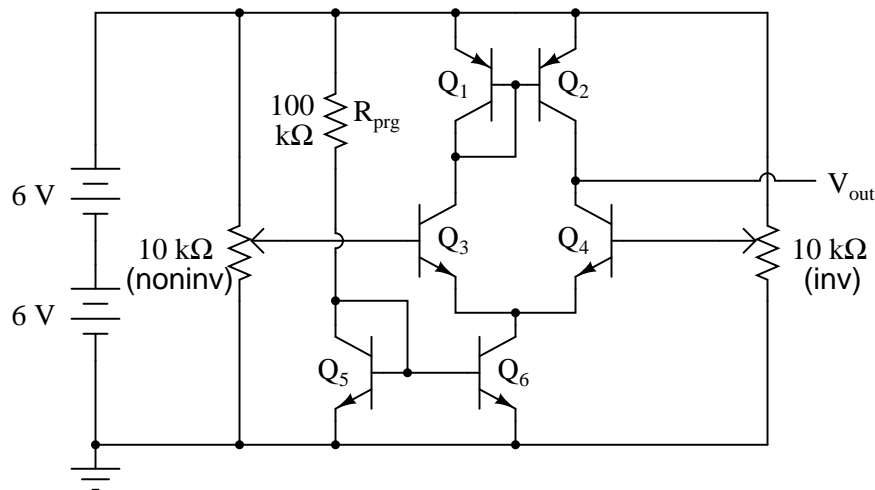 Q1
Q2
100
kΩ
Rprg
6 V
Vout
Q3
Q4
10 kΩ
(noninv)
10 kΩ
(inv)
6 V
Q5
Q6